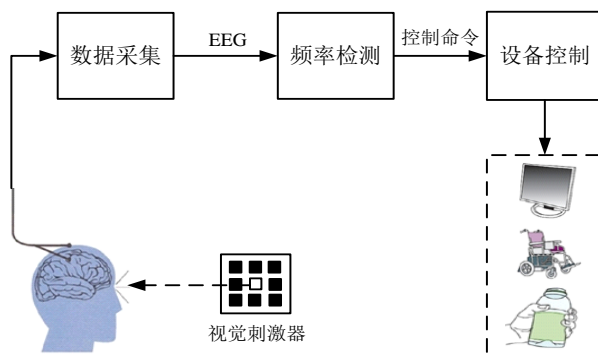 数据采集
EEG
频率检测
控制命令
设备控制
视觉刺激器